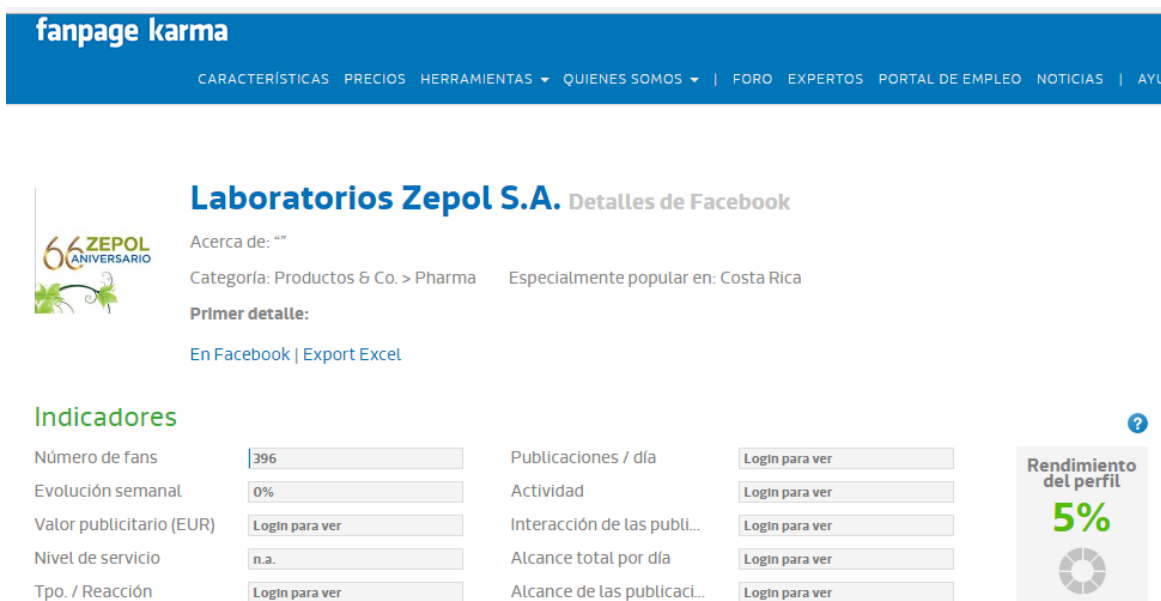 fanpage karma
CARACTERÍSTICAS PRECIOS HERRAMIENTAS QUIENES SOMOS | FORO EXPERTOS PORTAL DE EMPLEO NOTICIAS | AYU
Laboratorios Zepol S.A. Detalles de Facebook
66 ZEPOL
ANIVERSARIO
Acerca de: “”
Categoría: Productos & Co. > Pharma Especialmente popular en: Costa Rica
Primer detalle:
En Facebook | Export Excel
Indicadores
?
Número de fans 396 Publicaciones / día Login para ver
Evolución semanal 0% Actividad Login para ver
Valor publicitario (EUR) Login para ver Interacción de las publi... Login para ver
Nivel de servicio n.a. Alcance total por día Login para ver
Tpo. / Reacción Login para ver Alcance de las publicaci... Login para ver
Rendimiento
del perfil
5%